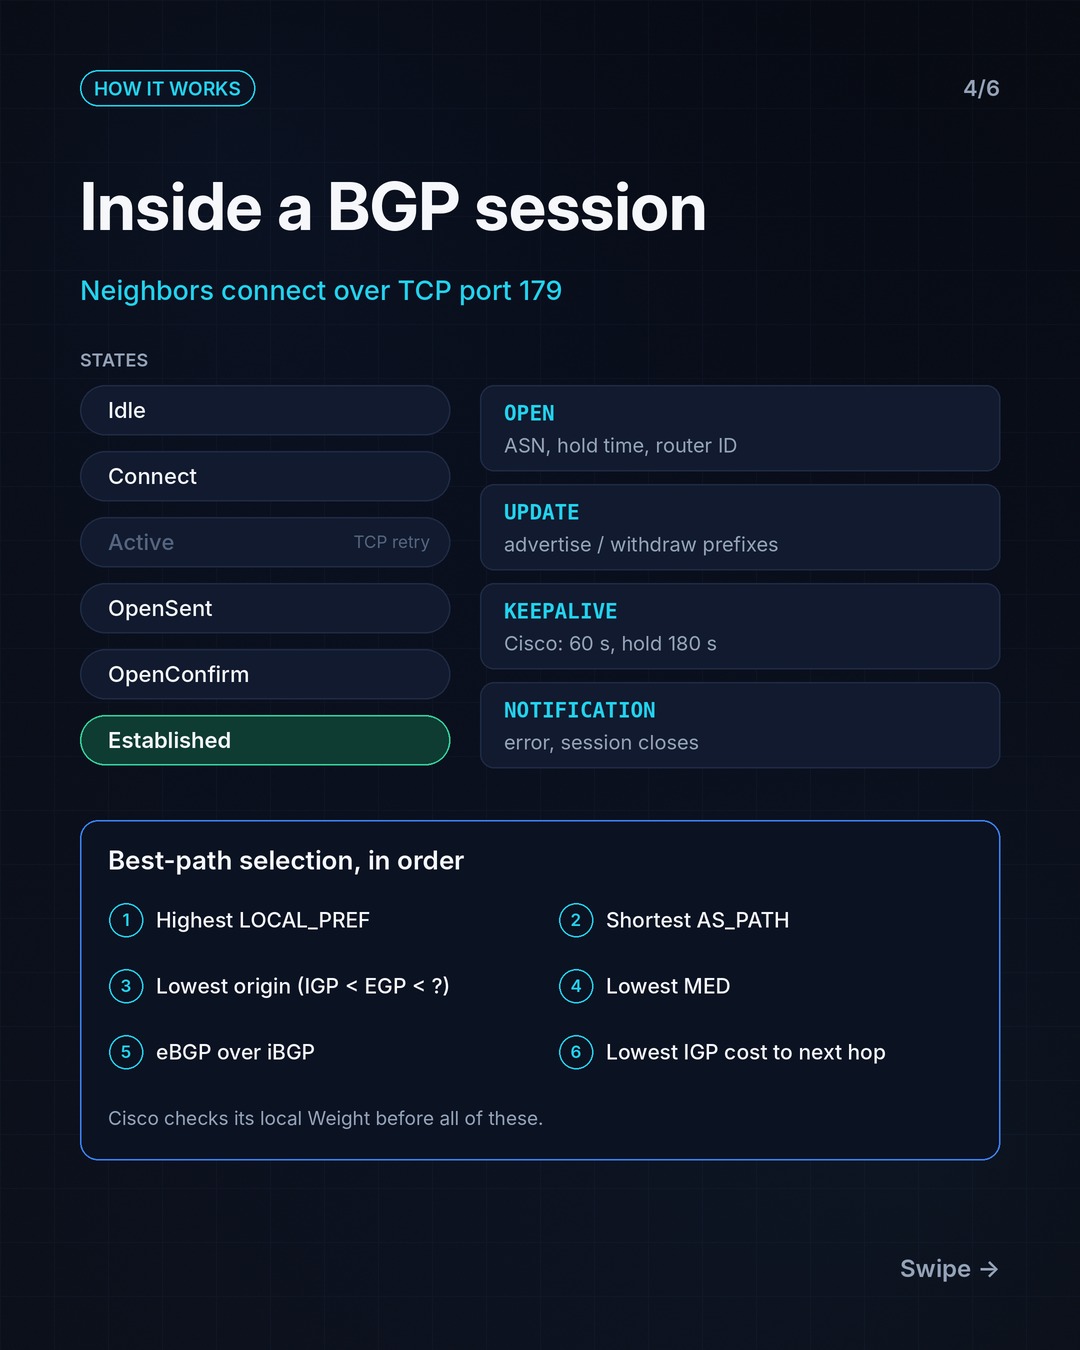 HOW IT WORKS
4/6
Inside a BGP session
Neighbors connect over TCP port 179
STATES
Idle
Connect
Active TCP retry
OpenSent
OpenConfirm
Established
OPEN
ASN, hold time, router ID
UPDATE
advertise / withdraw prefixes
KEEPALIVE
Cisco: 60 s, hold 180 s
NOTIFICATION
error, session closes
Best-path selection, in order
1 Highest LOCAL_PREF
2 Shortest AS_PATH
3 Lowest origin (IGP < EGP < ?)
4 Lowest MED
5 eBGP over iBGP
6 Lowest IGP cost to next hop
Cisco checks its local Weight before all of these.
Swipe →